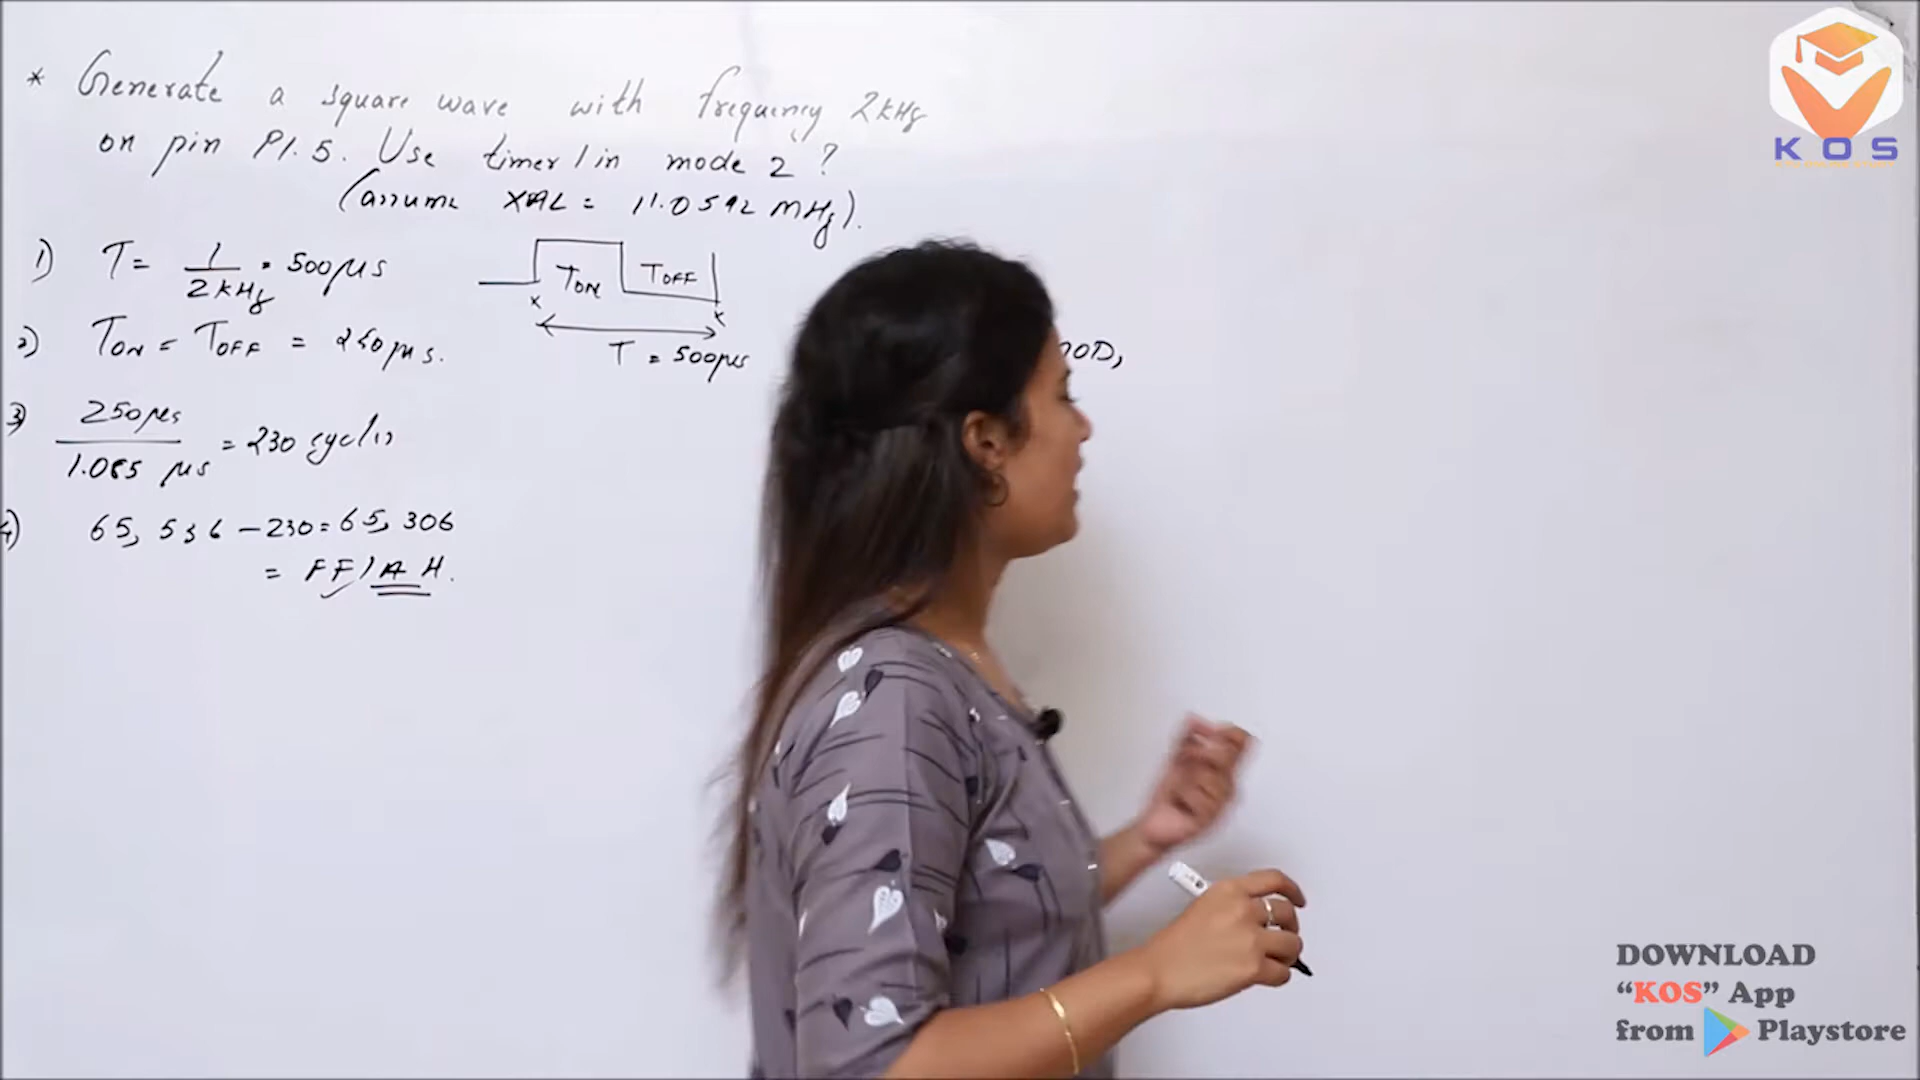 * Generate a square wave with frequency 2kHz
on pin P1.5. Use timer 1 in mode 2 ?
(assume XTAL = 11.0592 MHz).
1) T = 1/2kHz = 500μs
TON TOFF
T = 500μs
2) TON = TOFF = 250μs.
MOD,
3) 250μs/1.085 μs = 230 cycles
4) 65,536 - 230 = 65,306
= FF1AH.
KOS
DOWNLOAD
“KOS” App
from Playstore